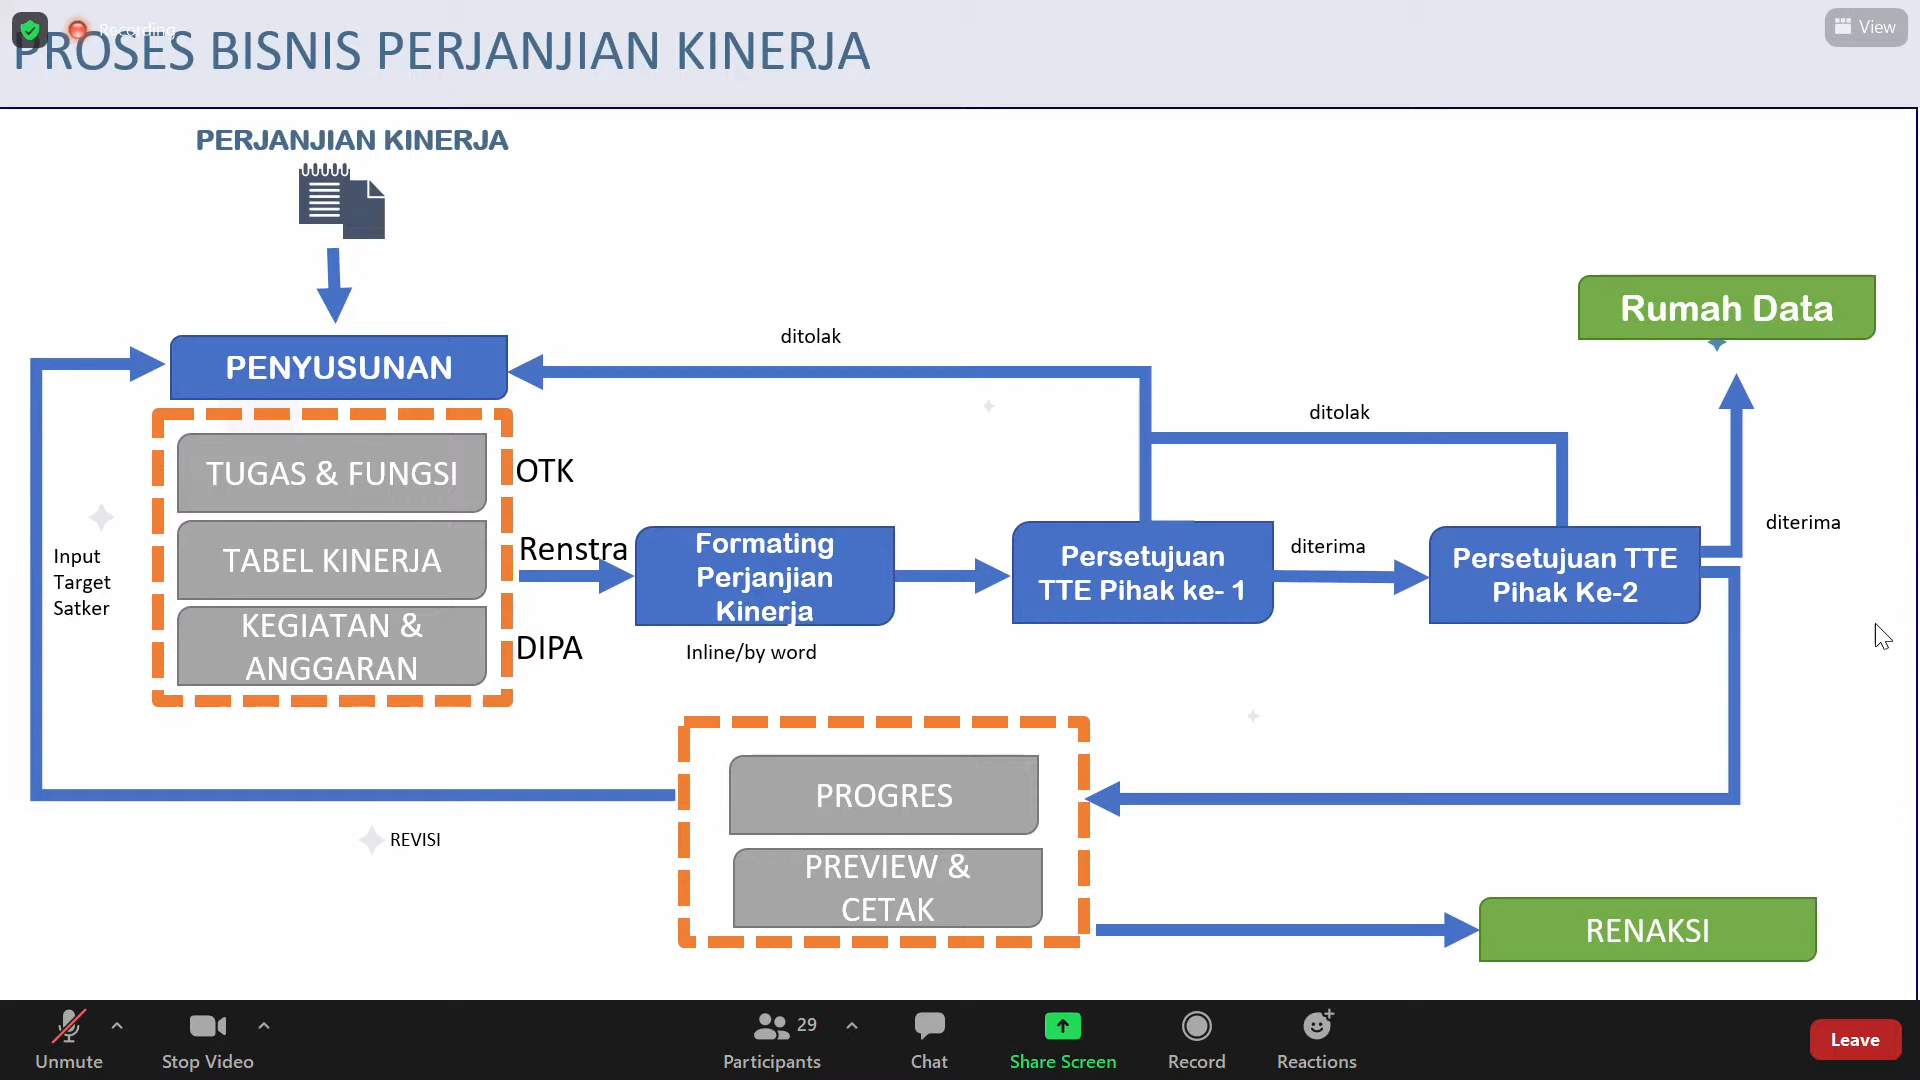 Recording
View
PROSES BISNIS PERJANJIAN KINERJA
PERJANJIAN KINERJA
Rumah Data
ditolak
PENYUSUNAN
ditolak
TUGAS & FUNGSI
OTK
diterima
Input
Target
Satker
TABEL KINERJA
Renstra
Formating
Perjanjian
Kinerja
Persetujuan
TTE Pihak ke- 1
diterima
Persetujuan TTE
Pihak Ke-2
KEGIATAN &
ANGGARAN
DIPA
Inline/by word
PROGRES
REVISI
PREVIEW &
CETAK
RENAKSI
Unmute
Stop Video
29
Participants
Chat
Share Screen
Record
Reactions
Leave